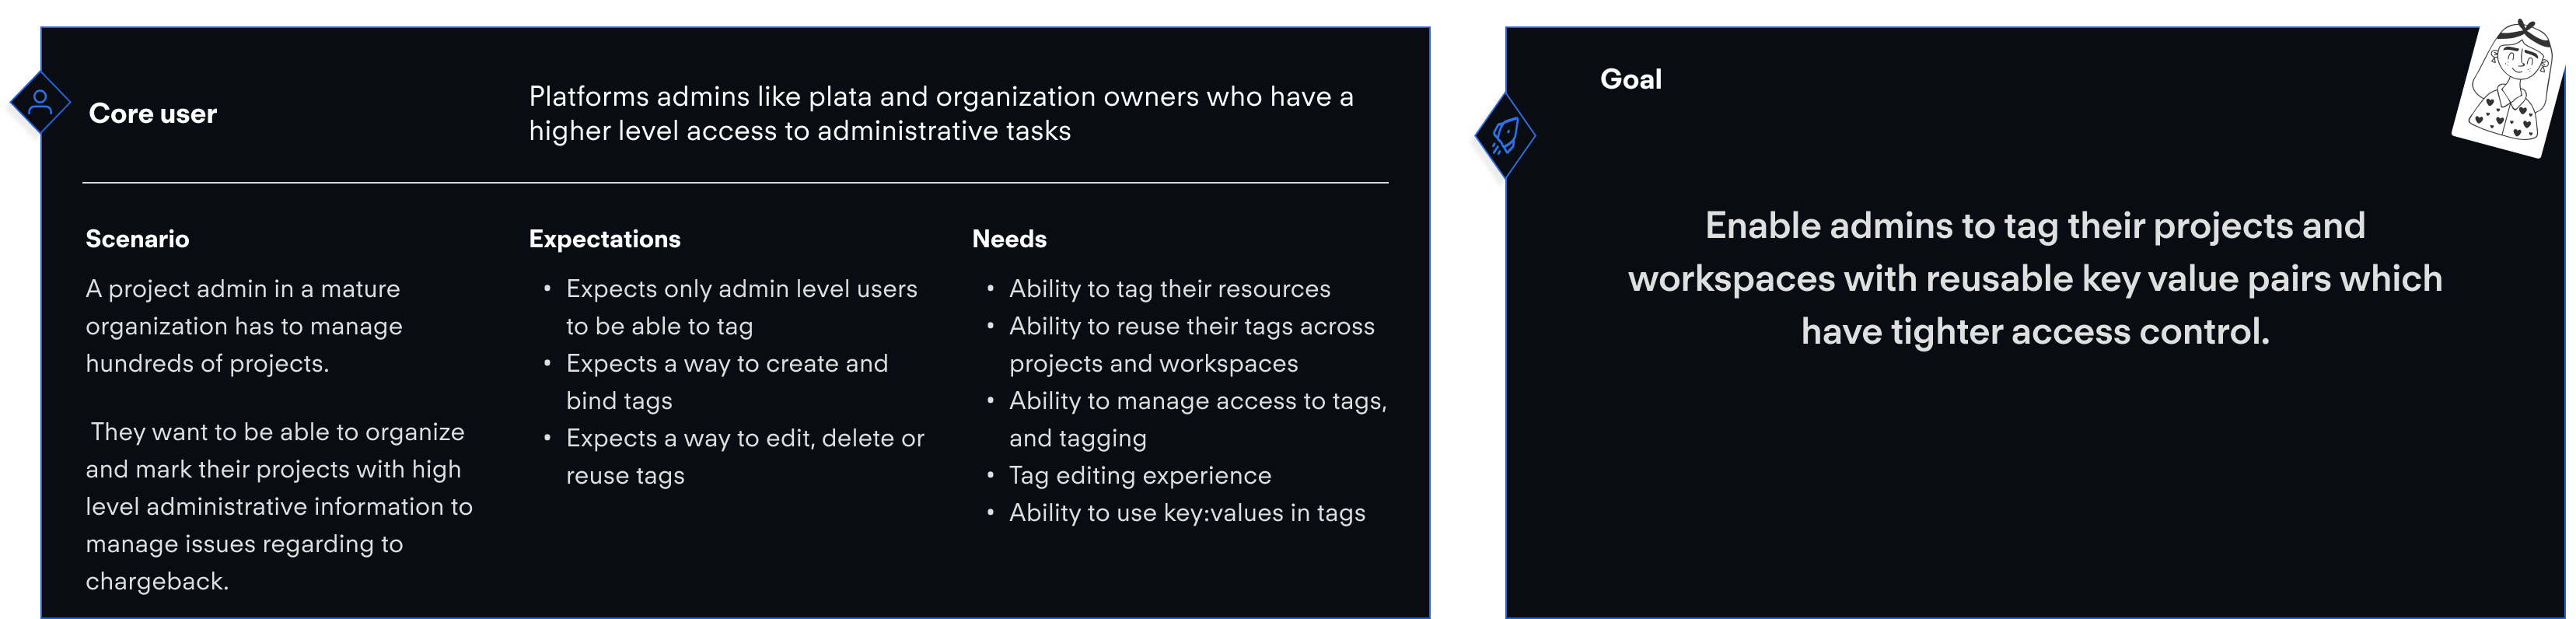 Core user
Platforms admins like plata and organization owners who have a
higher level access to administrative tasks
Scenario
A project admin in a mature
organization has to manage
hundreds of projects.
They want to be able to organize
and mark their projects with high
level administrative information to
manage issues regarding to
chargeback.
Expectations
• Expects only admin level users
to be able to tag
• Expects a way to create and
bind tags
• Expects a way to edit, delete or
reuse tags
Needs
• Ability to tag their resources
• Ability to reuse their tags across
projects and workspaces
• Ability to manage access to tags,
and tagging
• Tag editing experience
• Ability to use key:values in tags
Goal
Enable admins to tag their projects and
workspaces with reusable key value pairs which
have tighter access control.